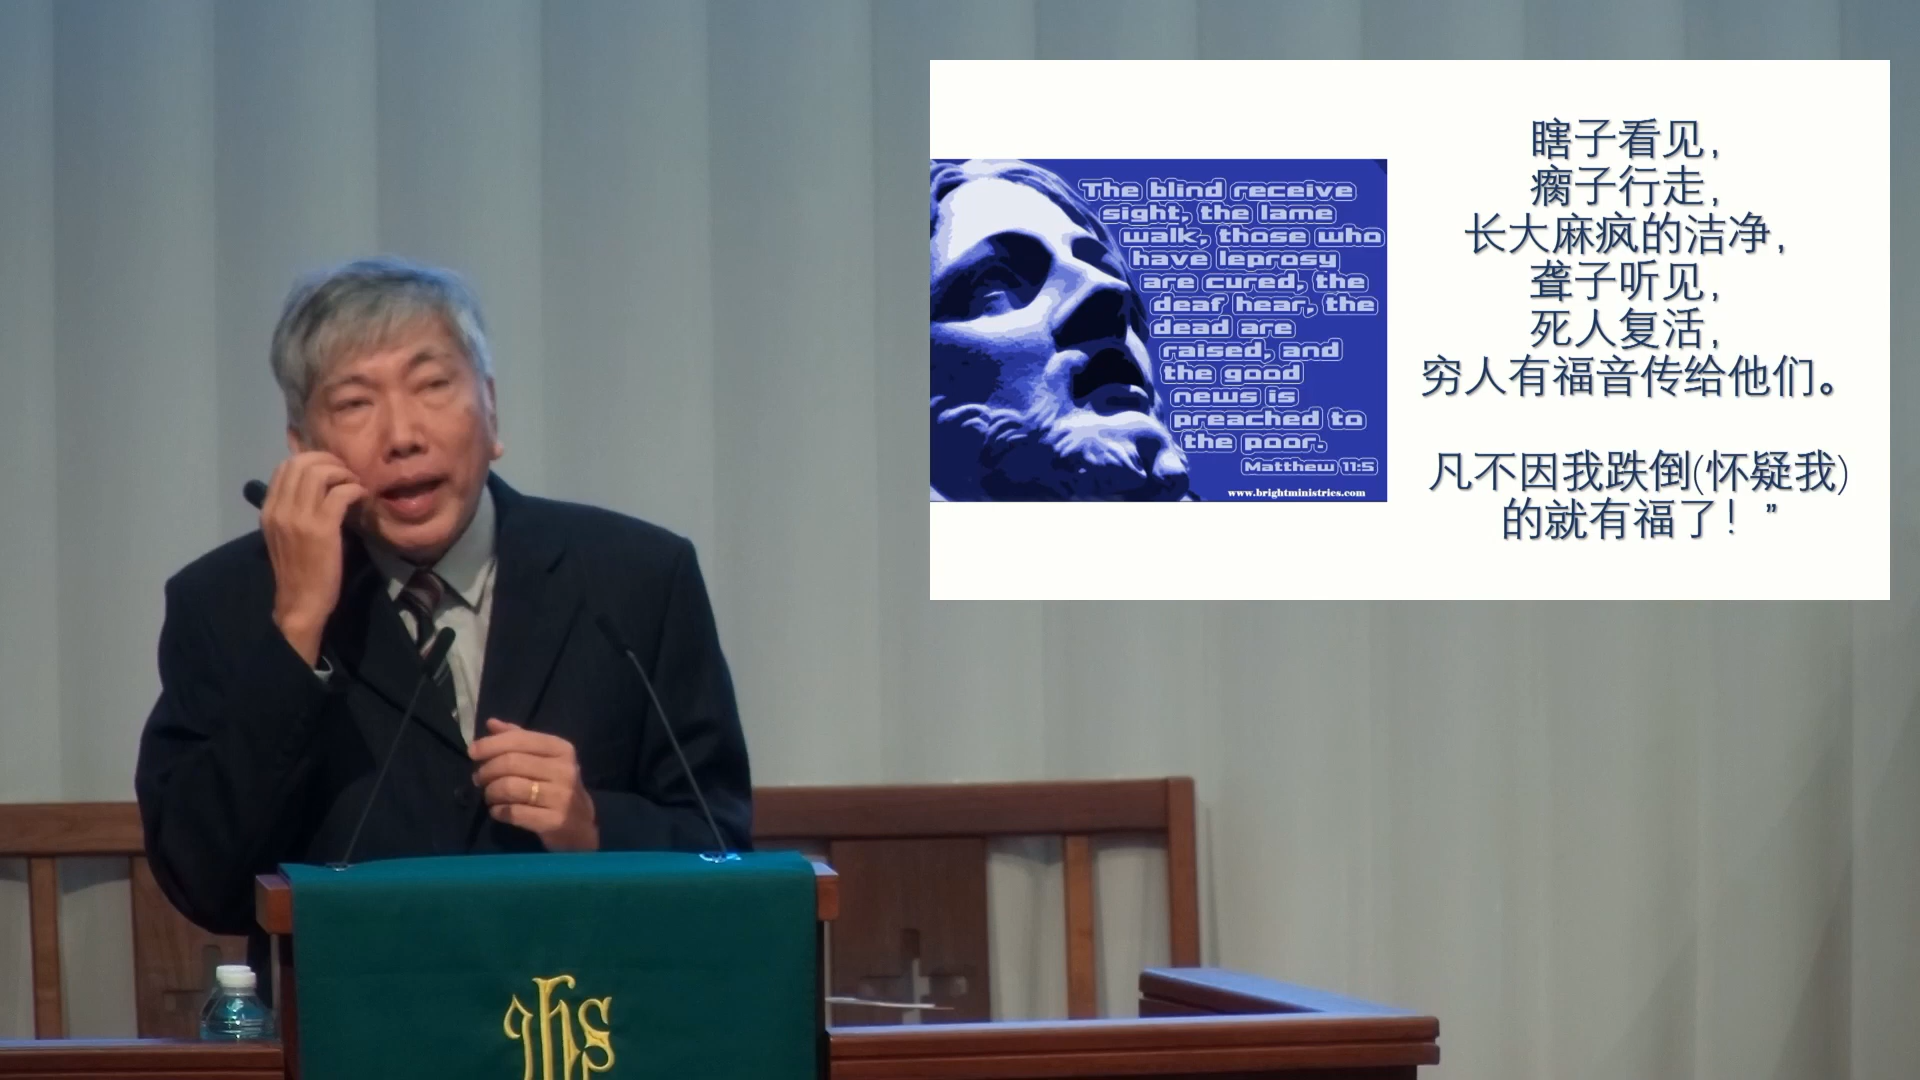 The blind receive
sight, the lame
walk, those who
have leprosy
are cured, the
deaf hear, the
dead are
raised, and
the good
news is
preached to
the poor.
Matthew 11:5
www.brightministries.com
瞎子看见，
瘸子行走，
长大麻疯的洁净，
聋子听见，
死人复活，
穷人有福音传给他们。
凡不因我跌倒(怀疑我)
的就有福了！”
IHS